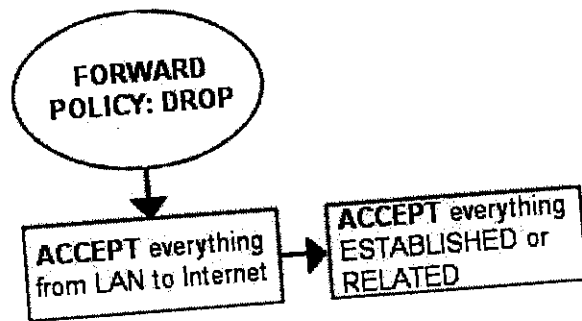 FORWARD
POLICY: DROP
ACCEPT everything
from LAN to Internet
ACCEPT everything
ESTABLISHED or
RELATED